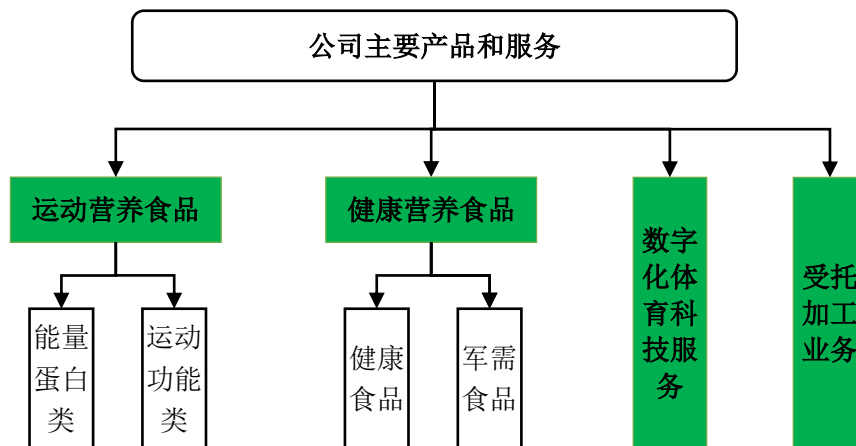 公司主要产品和服务
运动营养食品
健康营养食品
数字
化体
育科
技服
务
受托
加工
业务
能量
蛋白
类
运动
功能
类
健康
食品
军需
食品